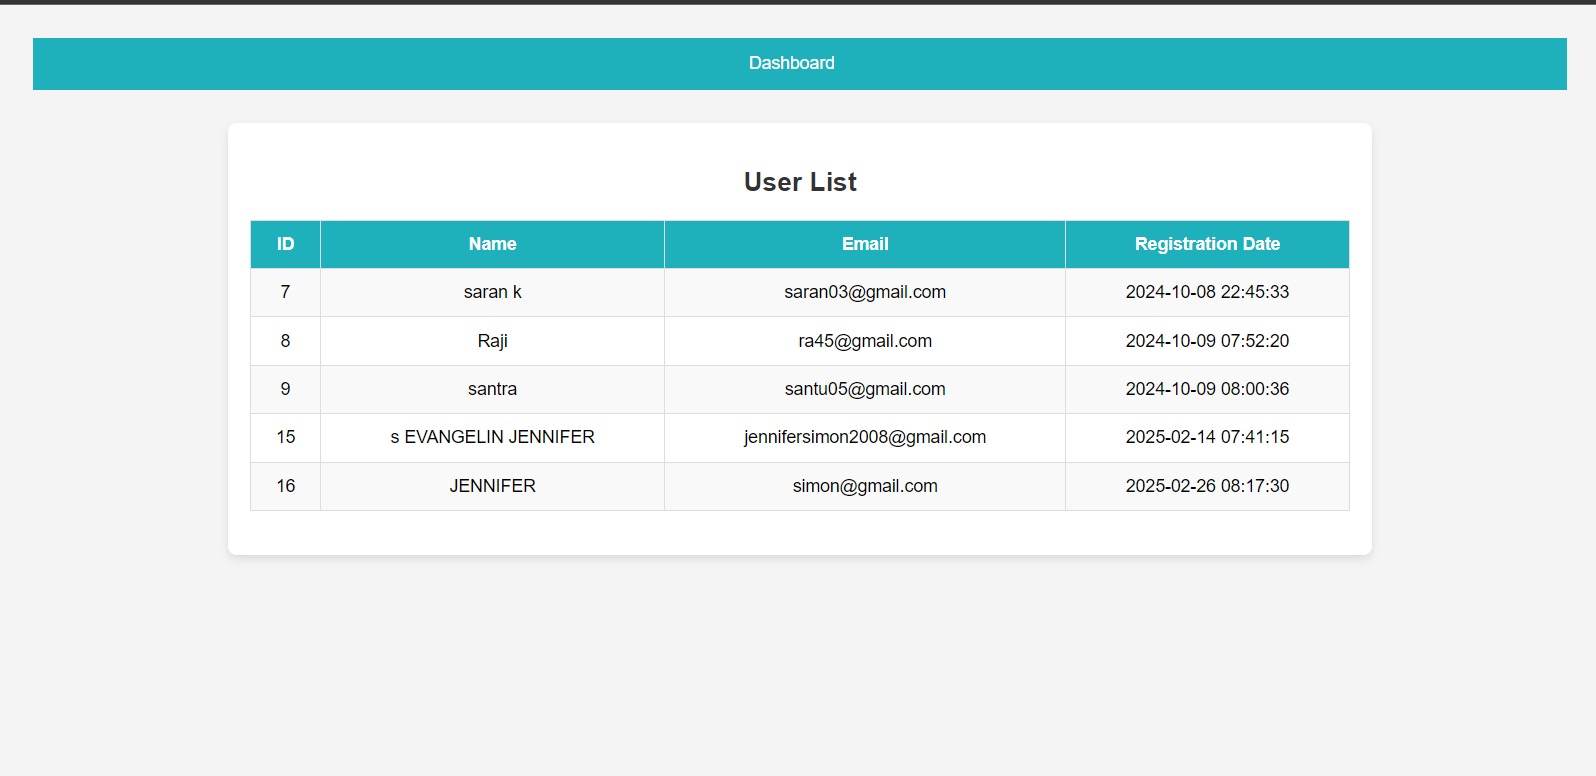 Dashboard
User List
ID Name Email Registration Date
7 saran k saran03@gmail.com 2024-10-08 22:45:33
8 Raji ra45@gmail.com 2024-10-09 07:52:20
9 santra santu05@gmail.com 2024-10-09 08:00:36
15 s EVANGELIN JENNIFER jennifersimon2008@gmail.com 2025-02-14 07:41:15
16 JENNIFER simon@gmail.com 2025-02-26 08:17:30